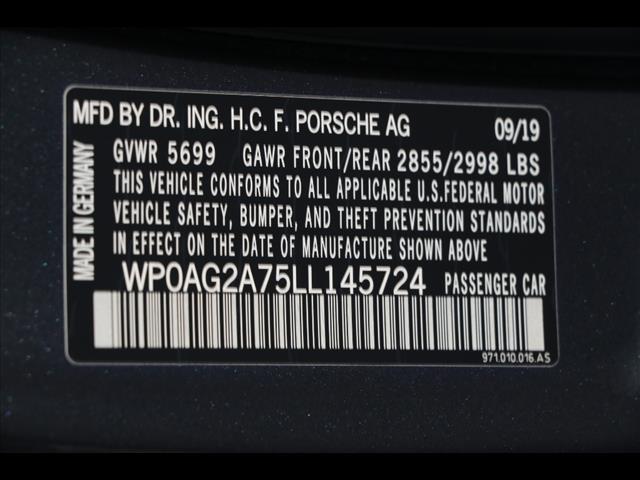 MFD BY DR. ING. H.C. F. PORSCHE AG 09/19
GVWR 5699 GAWR FRONT/REAR 2855/2998 LBS
THIS VEHICLE CONFORMS TO ALL APPLICABLE U.S.FEDERAL MOTOR
VEHICLE SAFETY, BUMPER, AND THEFT PREVENTION STANDARDS
IN EFFECT ON THE DATE OF MANUFACTURE SHOWN ABOVE
WP0AG2A75LL145724 PASSENGER CAR
971.010.016.AS
MADE IN GERMANY